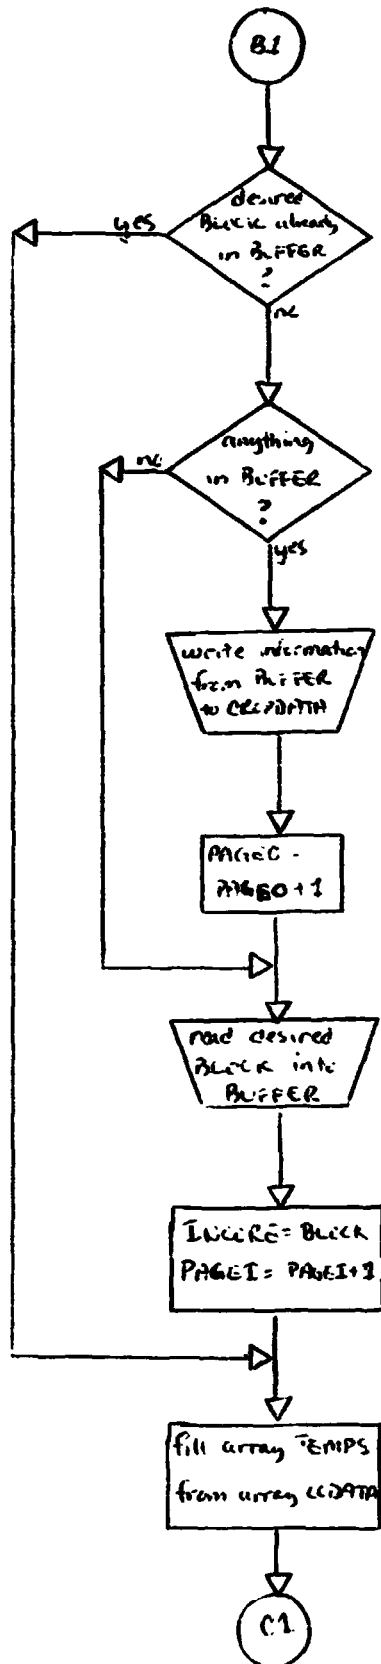 B1
desired
BLOCK already
in BUFFER
?
yes
no
anything
in BUFFER
?
no
yes
write information
from BUFFER
to
PAGEO =
PAGEO + 1
read desired
BLOCK into
BUFFER
INCORE = BLOCK
PAGEI = PAGEI + 1
fill array TEMPS
from array
C1